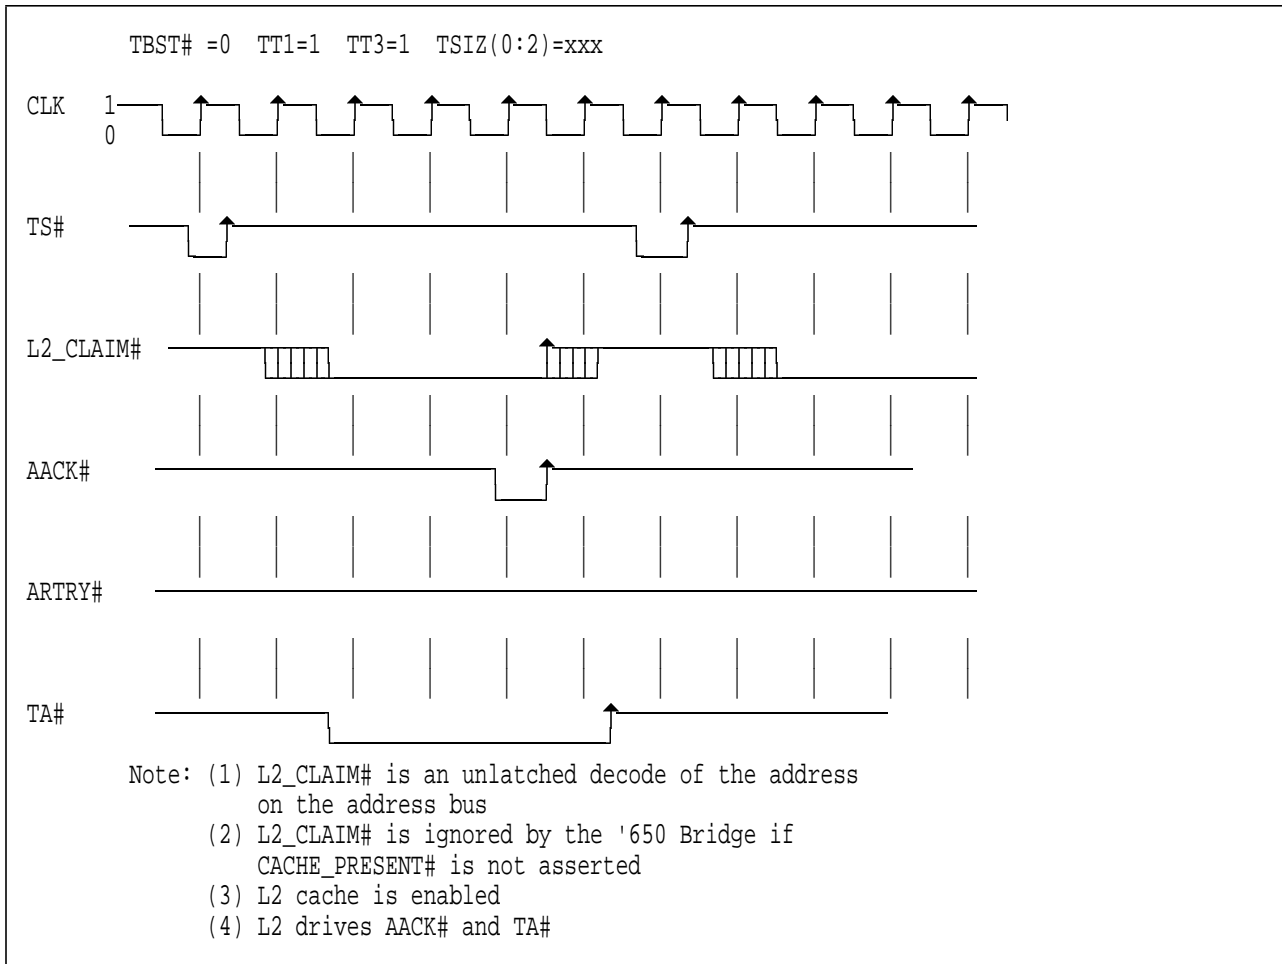 TBST# =0 TT1=1 TT3=1 TSIZ(0:2)=xxx
CLK 1
0
TS#
L2_CLAIM#
AACK#
ARTRY#
TA#
Note: (1) L2_CLAIM# is an unlatched decode of the address
on the address bus
(2) L2_CLAIM# is ignored by the '650 Bridge if
CACHE_PRESENT# is not asserted
(3) L2 cache is enabled
(4) L2 drives AACK# and TA#